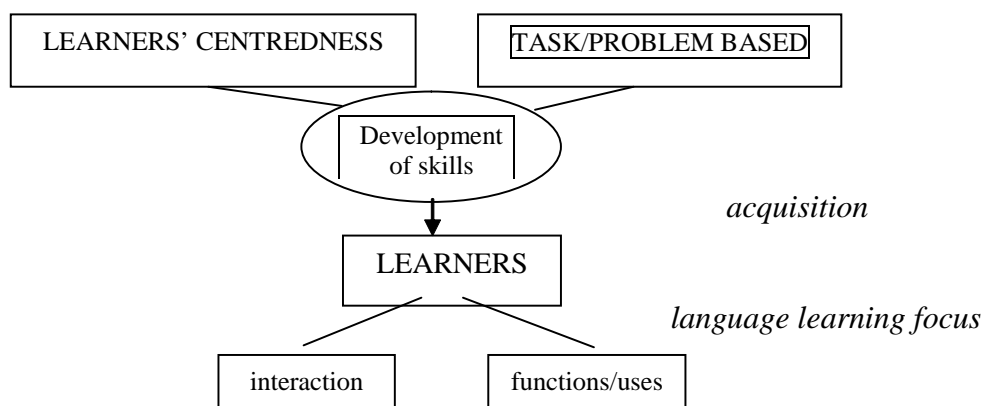 LEARNERS’ CENTREDNESS
TASK/PROBLEM BASED
Development
of skills
acquisition
LEARNERS
language learning focus
interaction
functions/uses